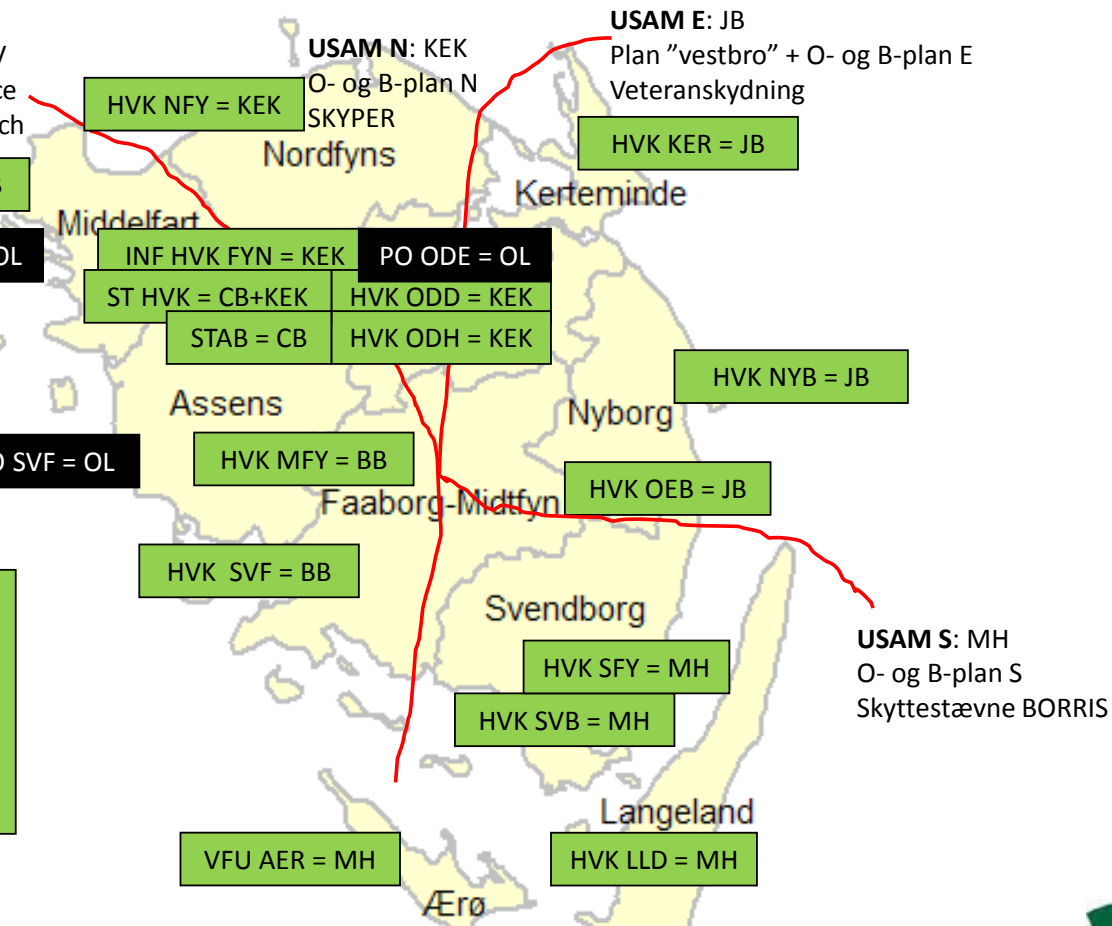 USAM E: JB
Plan ”vestbro” + O- og B-plan E
Veteranskydning
USAM N: KEK
O- og B-plan N
SKYPER
HVK NFY = KEK
HVK KER = JB
Nordfyns
Kerteminde
Middelfart
OL
INF HVK FYN = KEK
PO ODE = OL
ST HVK = CB+KEK
HVK ODD = KEK
STAB = CB
HVK ODH = KEK
HVK NYB = JB
Assens
Nyborg
SVF = OL
HVK MFY = BB
HVK OEB = JB
Faaborg-Midtfyn
HVK SVF = BB
Svendborg
USAM S: MH
O- og B-plan S
Skyttestævne BORRIS
HVK SFY = MH
HVK SVB = MH
Langeland
VFU AER = MH
HVK LLD = MH
Ærø